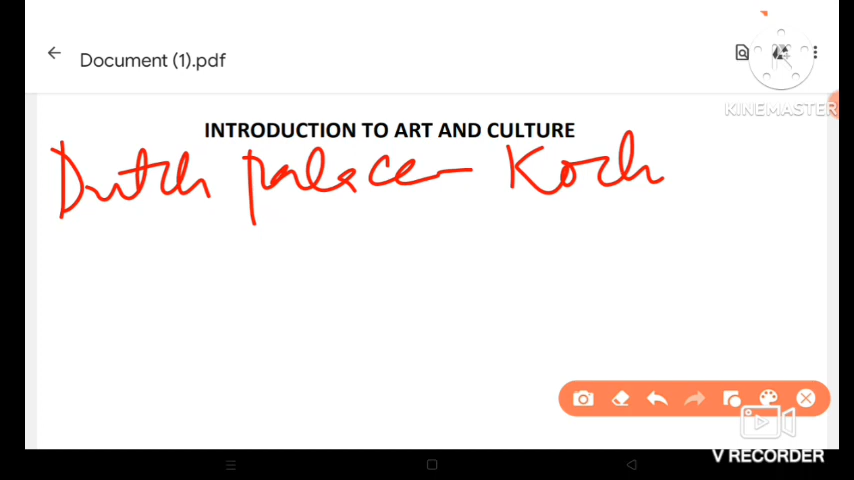 Document (1).pdf
KINEMASTER
INTRODUCTION TO ART AND CULTURE
Dutch palace - Koch
V RECORDER